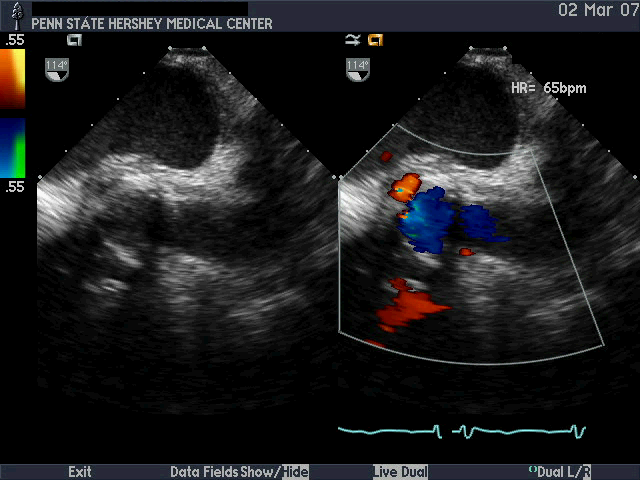 02 Mar 07
PENN STATE HERSHEY MEDICAL CENTER
.55
114°
114°
HR= 65bpm
.55
Exit
Data Fields Show/Hide
Live Dual
°Dual L/R